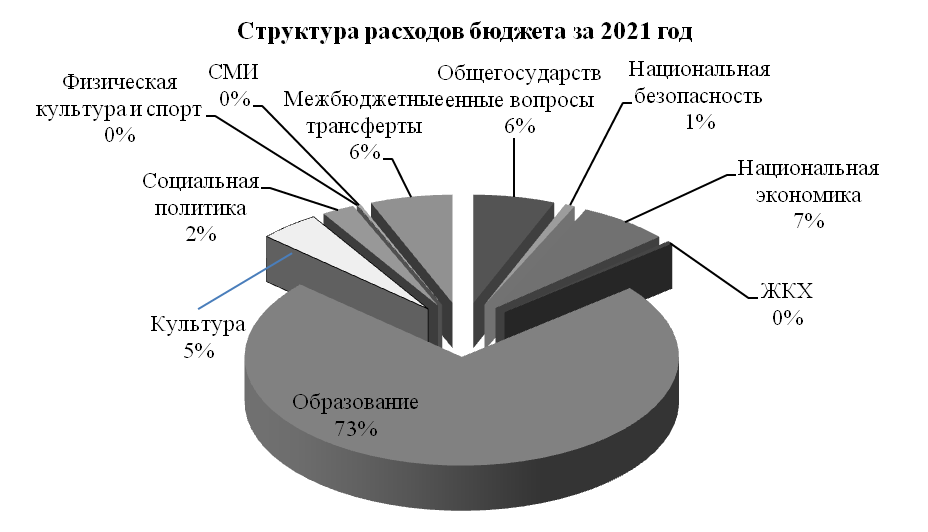 Структура расходов бюджета за 2021 год
Физическая
культура и спорт
0%
СМИ
0%
Межбюджетные
трансферты
6%
Общегосударств
енные вопросы
6%
Национальная
безопасность
1%
Национальная
экономика
7%
Социальная
политика
2%
ЖКХ
0%
Культура
5%
Образование
73%